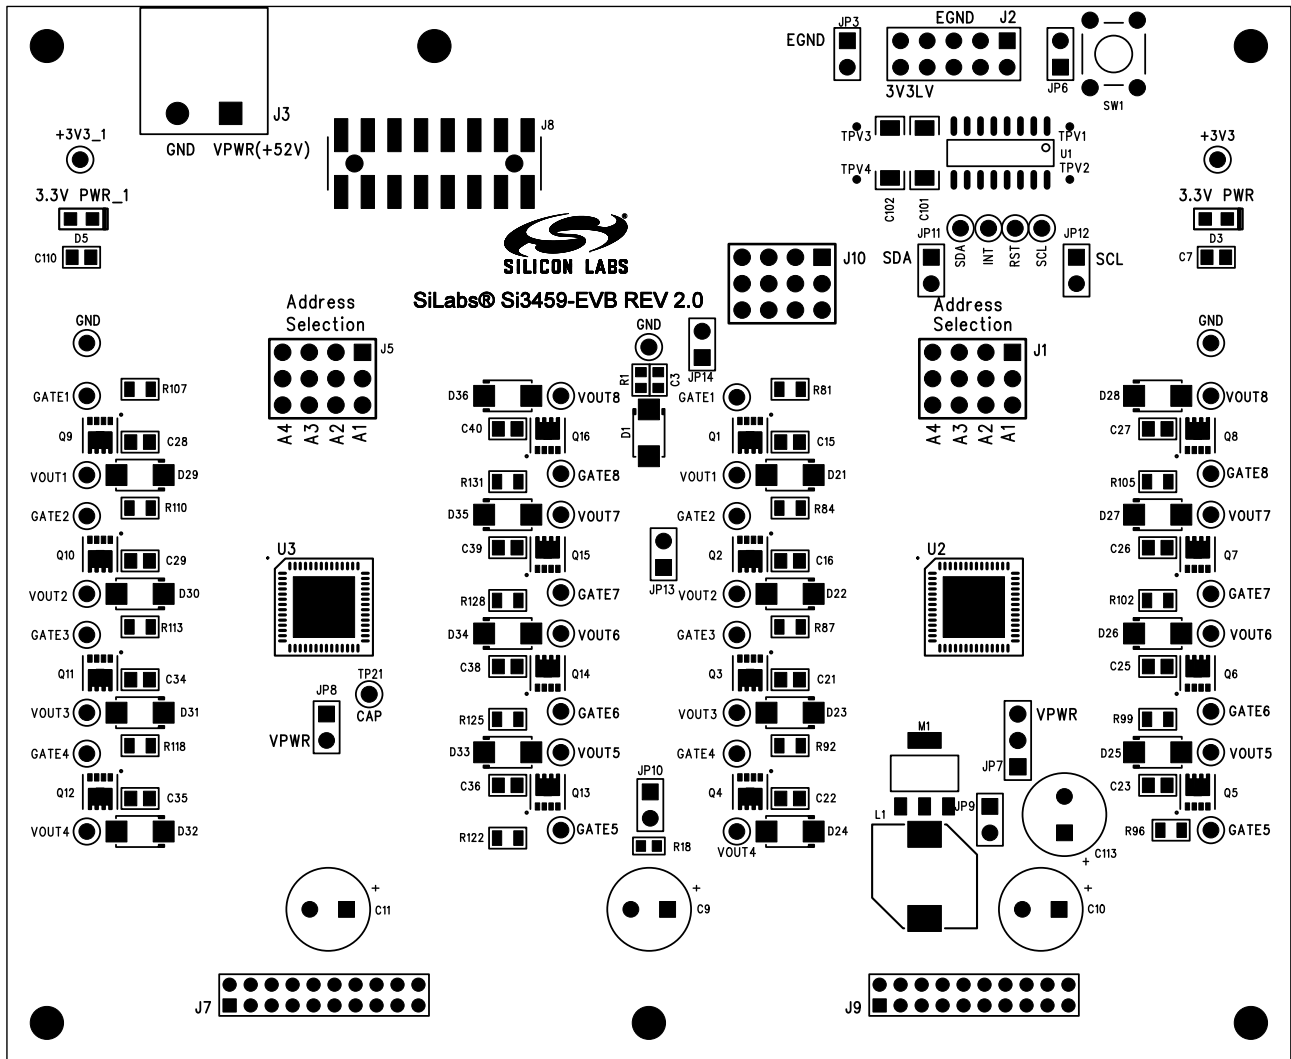 JP3
EGND
J2
EGND
3V3LV
JP6
SW1
J3
GND
VPWR(+52V)
+3V3_1
J8
TPV3
TPV1
U1
TPV4
TPV2
+3V3
3.3V PWR_1
3.3V PWR
C102
C101
D5
D3
C110
C7
SILICON LABS
JP11
SDA
SDA
INT
RST
SCL
JP12
SCL
J10
SiLabs® Si3459-EVB REV 2.0
Address
Selection
J5
A4
A3
A2
A1
Address
Selection
J1
A4
A3
A2
A1
GND
GND
GND
JP14
R1
C3
D1
GATE1
R107
Q9
C28
VOUT1
D29
GATE2
R110
Q10
C29
VOUT2
D30
GATE3
R113
Q11
C34
VOUT3
D31
GATE4
R118
Q12
C35
VOUT4
D32
U3
TP21
CAP
JP8
VPWR
D36
VOUT8
C40
Q16
R131
GATE8
D35
VOUT7
C39
Q15
R128
GATE7
D34
VOUT6
C38
Q14
R125
GATE6
D33
VOUT5
C36
Q13
R122
GATE5
JP13
JP10
R18
GATE1
R81
Q1
C15
VOUT1
D21
GATE2
R84
Q2
C16
VOUT2
D22
GATE3
R87
Q3
C21
VOUT3
D23
GATE4
R92
Q4
C22
VOUT4
D24
U2
M1
VPWR
JP7
JP9
L1
C113
+
D28
VOUT8
C27
Q8
R105
GATE8
D27
VOUT7
C26
Q7
R102
GATE7
D26
VOUT6
C25
Q6
R99
GATE6
D25
VOUT5
C23
Q5
R96
GATE5
+
C11
+
C9
+
C10
J7
J9